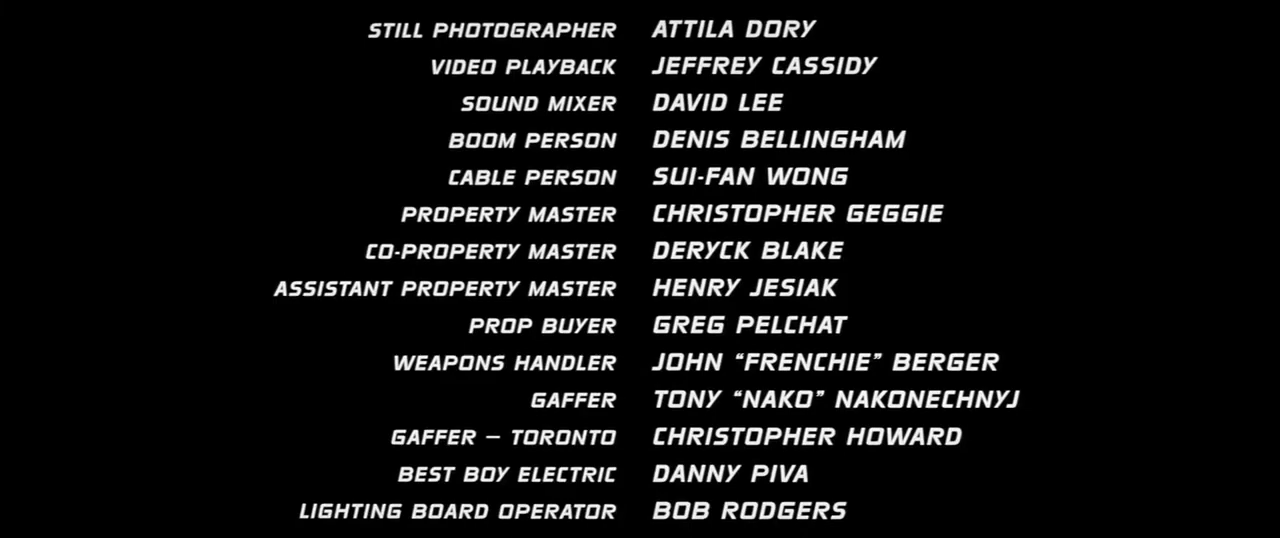 STILL PHOTOGRAPHER ATTILA DORY
VIDEO PLAYBACK JEFFREY CASSIDY
SOUND MIXER DAVID LEE
BOOM PERSON DENIS BELLINGHAM
CABLE PERSON SUI-FAN WONG
PROPERTY MASTER CHRISTOPHER GEGGIE
CO-PROPERTY MASTER DERYCK BLAKE
ASSISTANT PROPERTY MASTER HENRY JESIAK
PROP BUYER GREG PELCHAT
WEAPONS HANDLER JOHN “FRENCHIE” BERGER
GAFFER TONY “NAKO” NAKONECHNYJ
GAFFER – TORONTO CHRISTOPHER HOWARD
BEST BOY ELECTRIC DANNY PIVA
LIGHTING BOARD OPERATOR BOB RODGERS